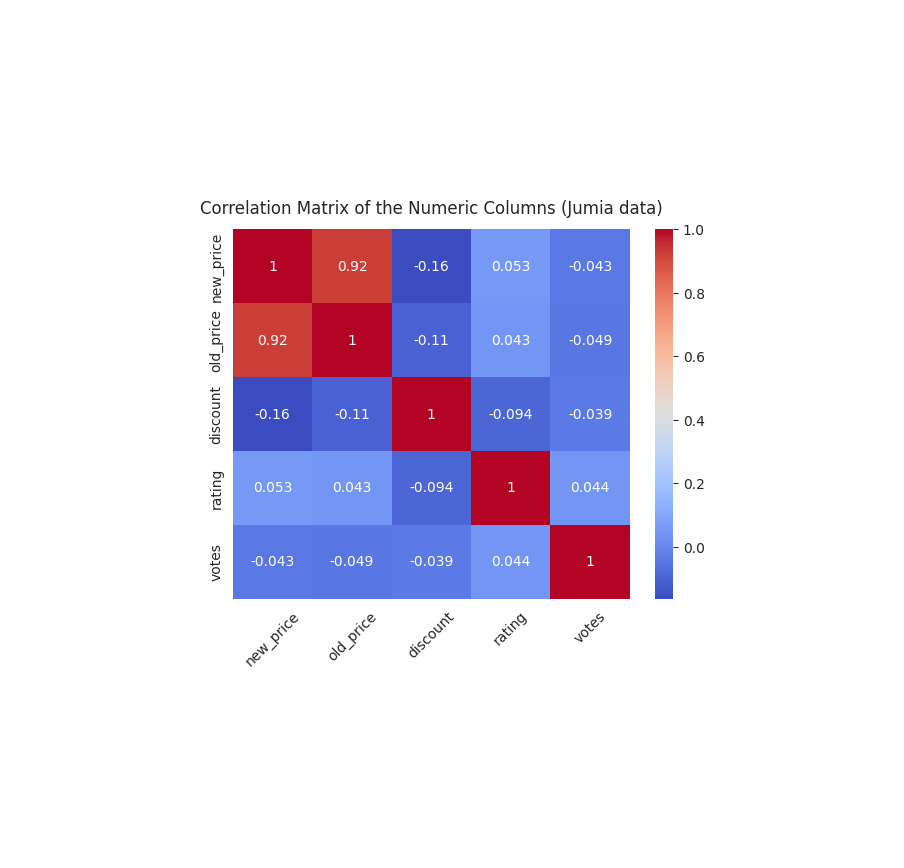 Correlation Matrix of the Numeric Columns (Jumia data)
new_price 1 0.92 -0.16 0.053 -0.043
old_price 0.92 1 -0.11 0.043 -0.049
discount -0.16 -0.11 1 -0.094 -0.039
rating 0.053 0.043 -0.094 1 0.044
votes -0.043 -0.049 -0.039 0.044 1
new_price old_price discount rating votes
1.0
0.8
0.6
0.4
0.2
0.0